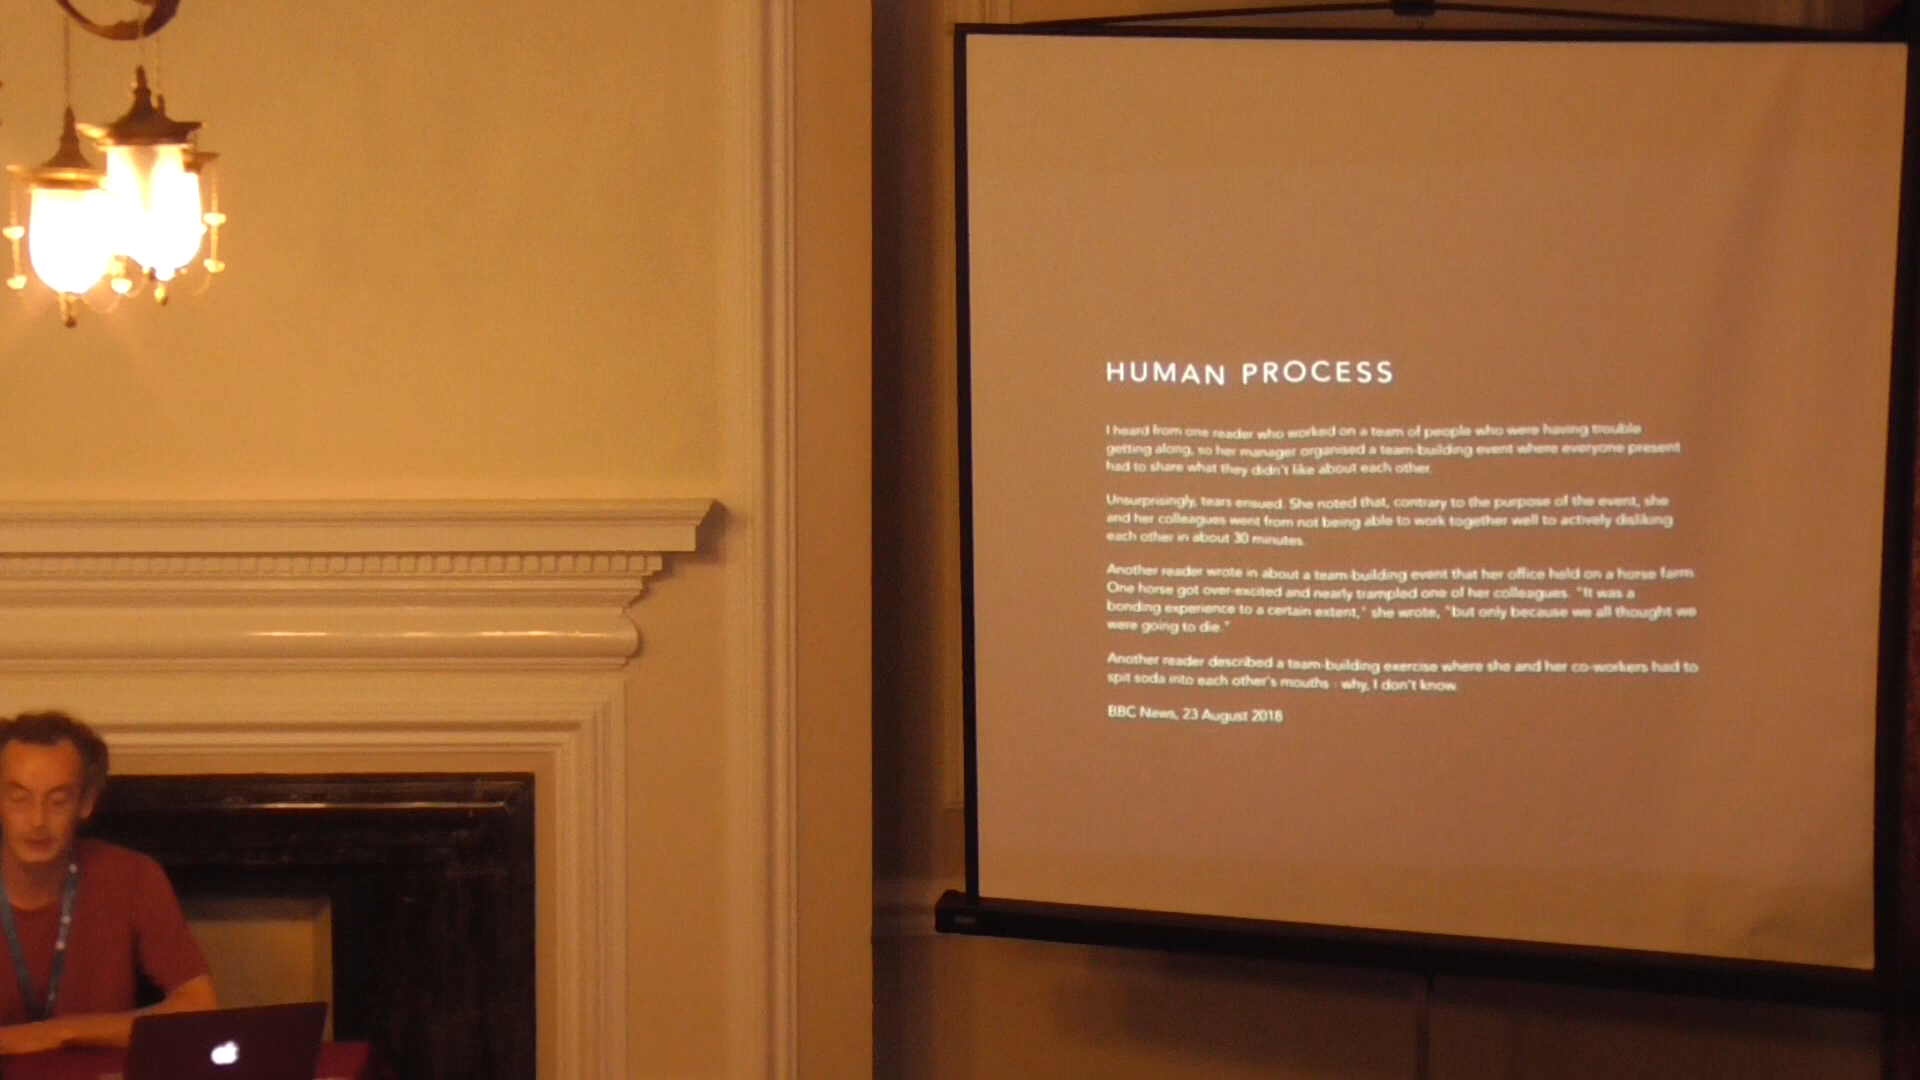 HUMAN PROCESS
I heard from one reader who worked on a team of people who were having trouble
getting along, so her manager organised a team-building event where everyone present
had to share what they didn't like about each other.
Unsurprisingly, tears ensued. She noted that, contrary to the purpose of the event, she
and her colleagues went from not being able to work together well to actively disliking
each other in about 30 minutes.
Another reader wrote in about a team-building event that her office held on a horse farm.
One horse got over-excited and nearly trampled one of her colleagues. "It was a
bonding experience to a certain extent," she wrote, "but only because we all thought we
were going to die."
Another reader described a team-building exercise where she and her co-workers had to
spit soda into each other's mouths - why, I don't know.
BBC News, 23 August 2018